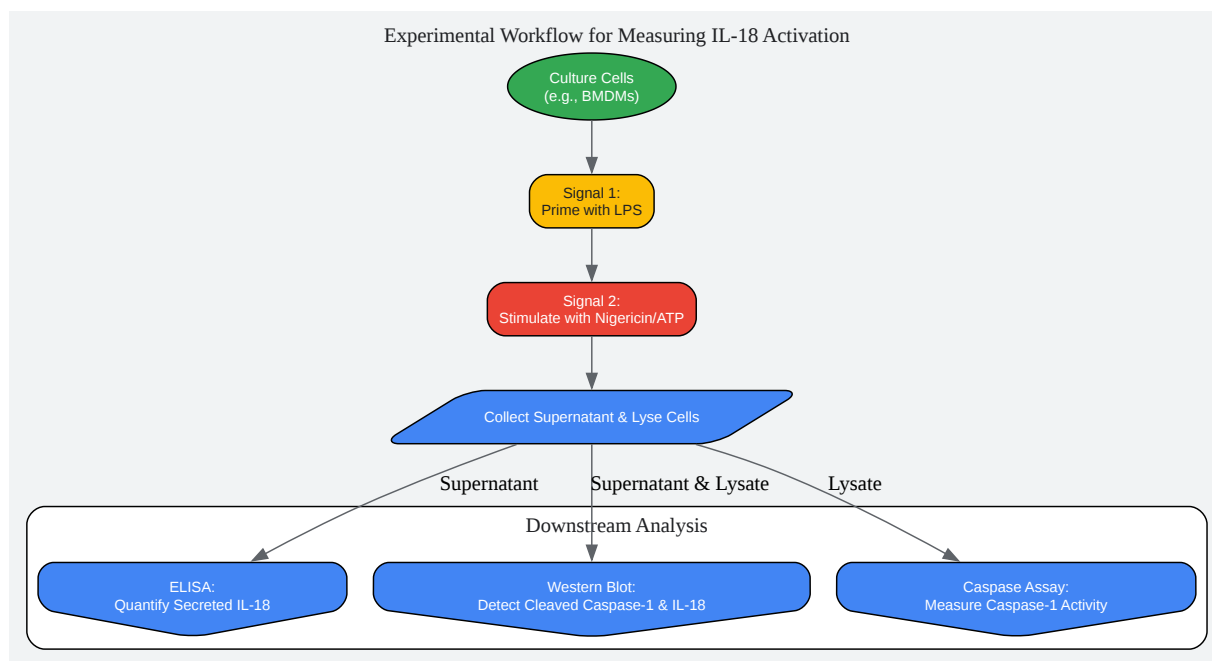 Experimental Workflow for Measuring IL-18 Activation
Culture Cells
(e.g., BMDMs)
Signal 1:
Prime with LPS
Signal 2:
Stimulate with Nigericin/ATP
Collect Supernatant & Lyse Cells
Supernatant
Supernatant & Lysate
Lysate
Downstream Analysis
ELISA:
Quantify Secreted IL-18
Western Blot:
Detect Cleaved Caspase-1 & IL-18
Caspase Assay:
Measure Caspase-1 Activity